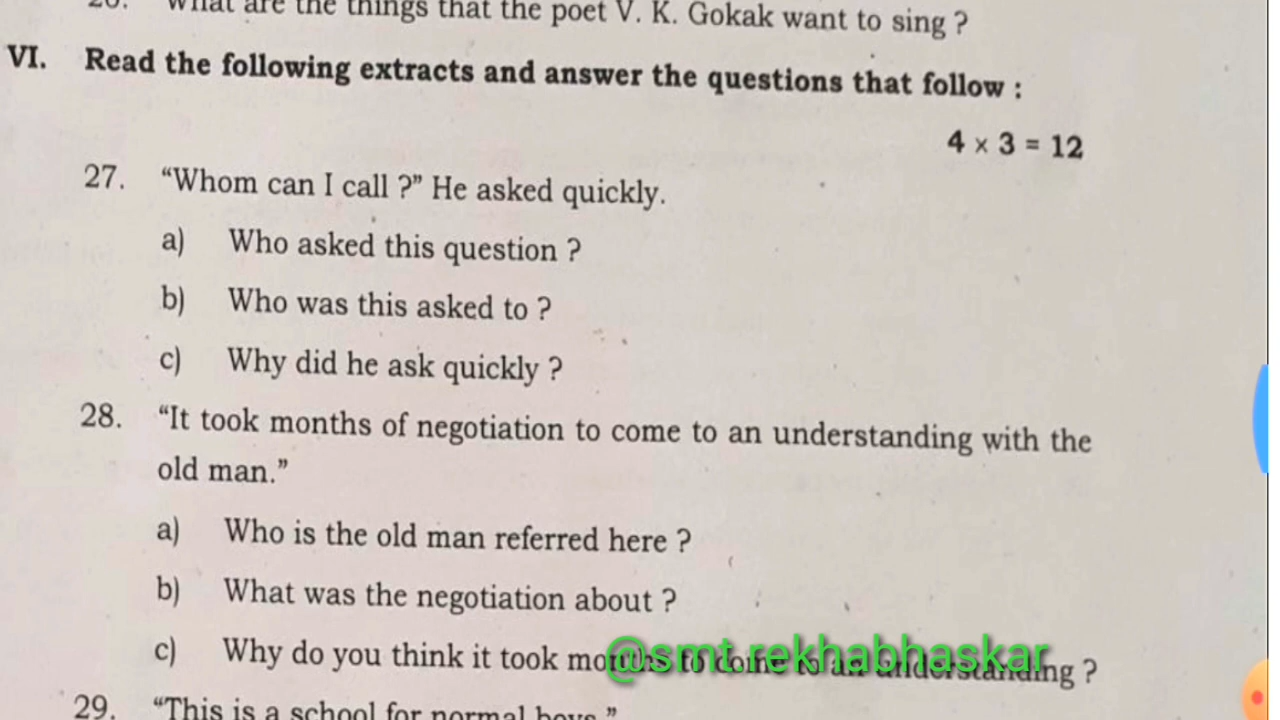 20. What are the things that the poet V. K. Gokak want to sing ?
VI. Read the following extracts and answer the questions that follow :
4 × 3 = 12
27. “Whom can I call ?” He asked quickly.
a) Who asked this question ?
b) Who was this asked to ?
c) Why did he ask quickly ?
28. “It took months of negotiation to come to an understanding with the
old man.”
a) Who is the old man referred here ?
b) What was the negotiation about ?
c) Why do you think it took months to come to an understanding ?
@smt.rekhabhaskar
29. “This is a school for normal boys.”